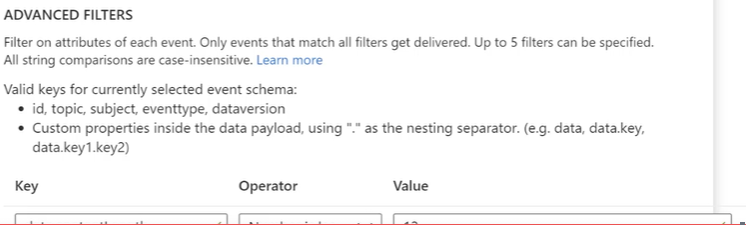 ADVANCED FILTERS
Filter on attributes of each event. Only events that match all filters get delivered. Up to 5 filters can be specified.
All string comparisons are case-insensitive. Learn more
Valid keys for currently selected event schema:
• id, topic, subject, eventtype, dataversion
• Custom properties inside the data payload, using "." as the nesting separator. (e.g. data, data.key,
data.key1.key2)
Key Operator Value